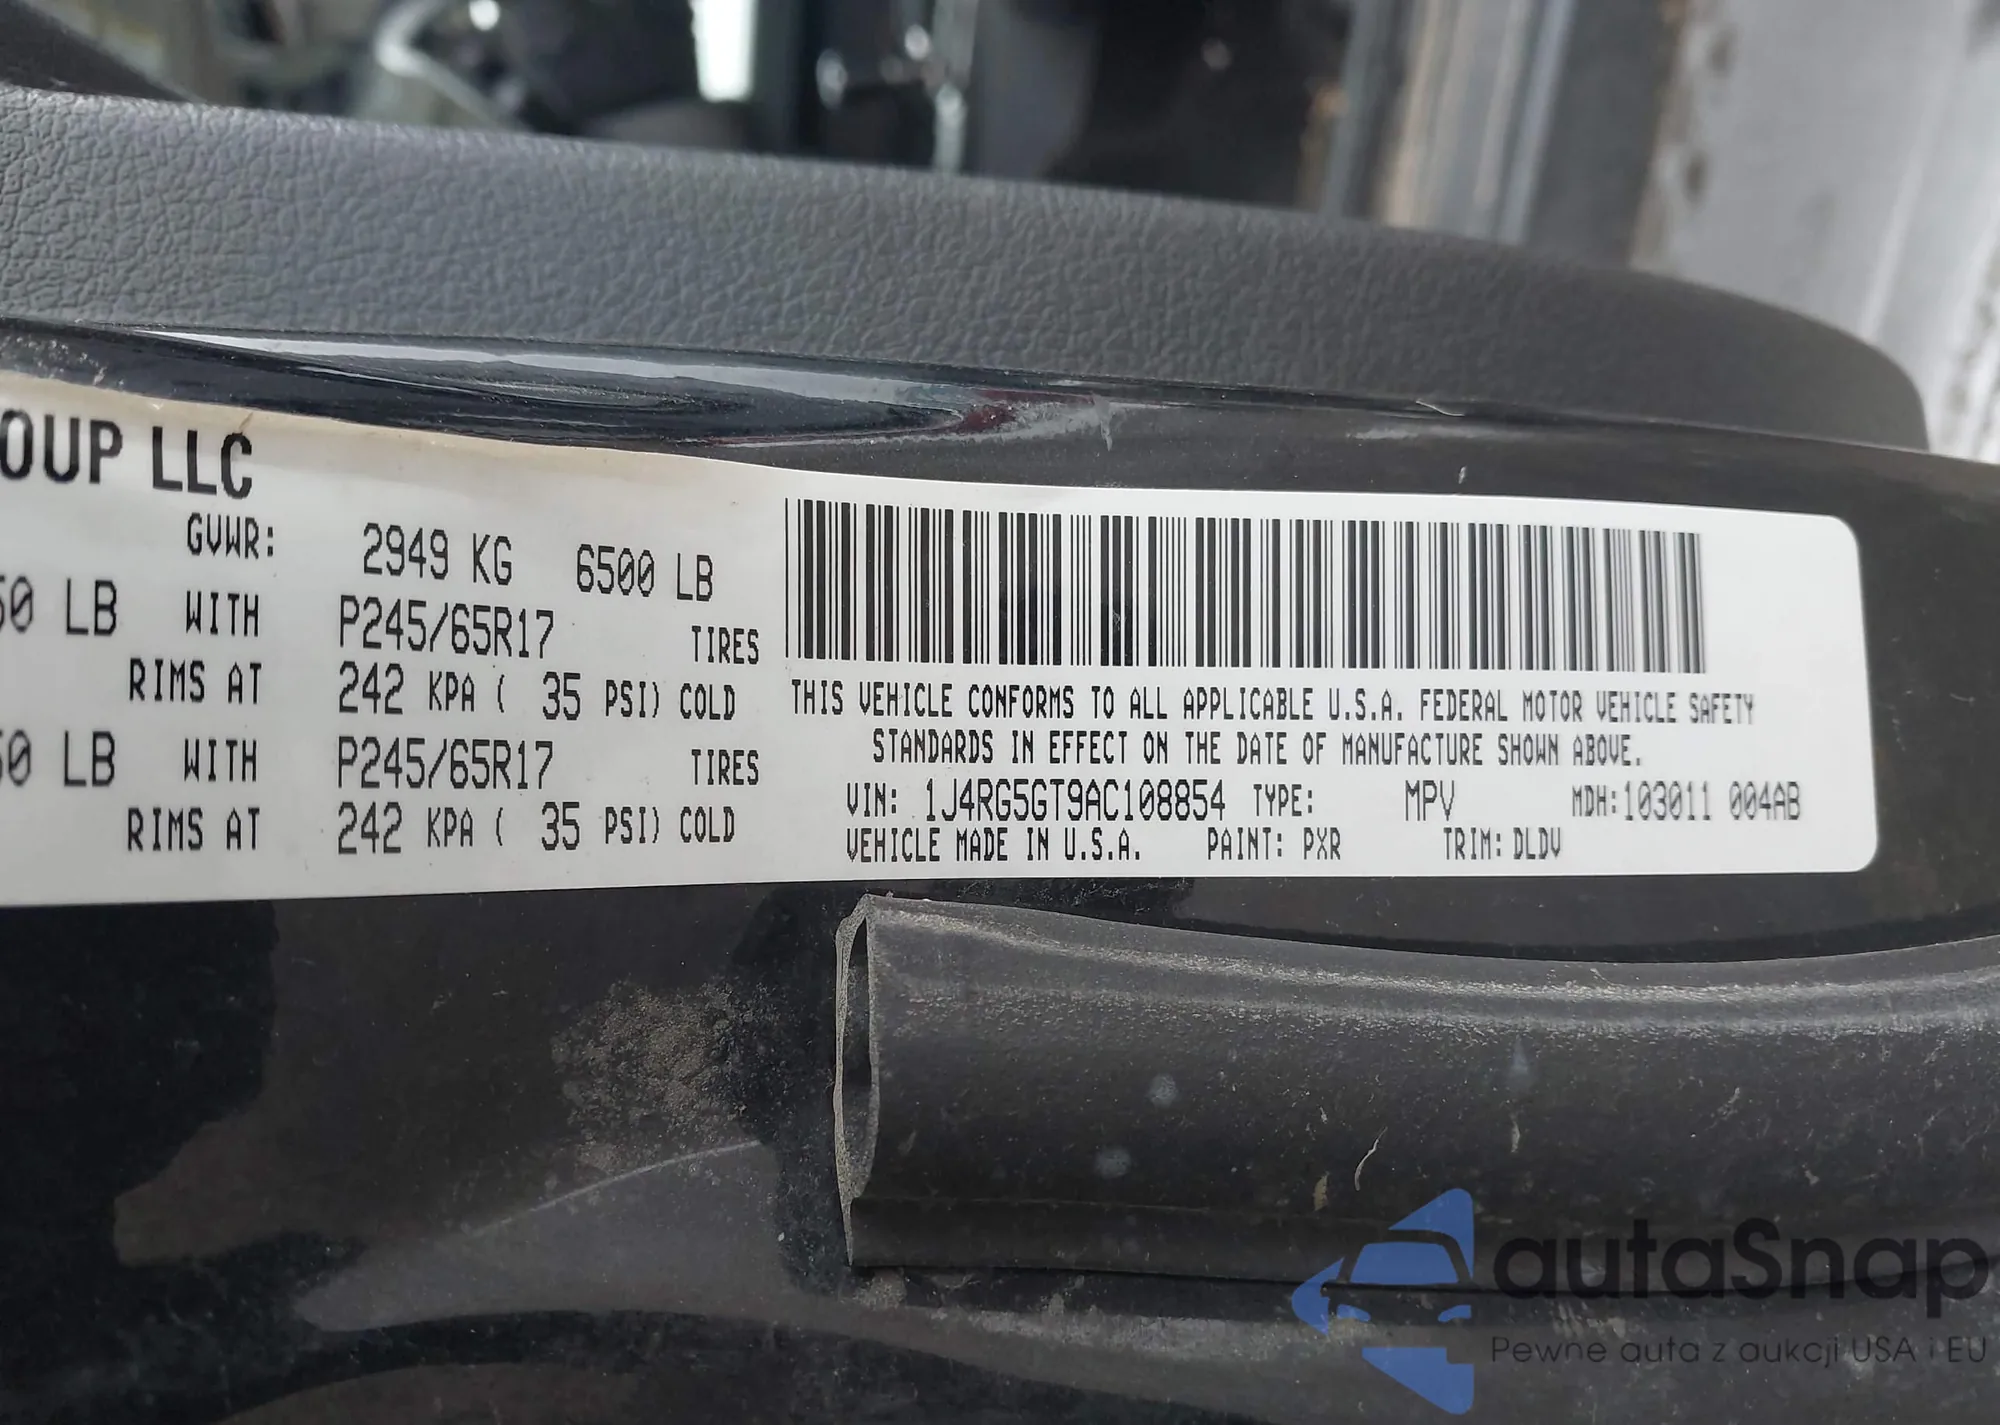 OUP LLC
GVWR: 2949 KG 6500 LB
50 LB WITH P245/65R17 TIRES
RIMS AT 242 KPA ( 35 PSI) COLD
50 LB WITH P245/65R17 TIRES
RIMS AT 242 KPA ( 35 PSI) COLD
THIS VEHICLE CONFORMS TO ALL APPLICABLE U.S.A. FEDERAL MOTOR VEHICLE SAFETY
STANDARDS IN EFFECT ON THE DATE OF MANUFACTURE SHOWN ABOVE.
VIN: 1J4RG5GT9AC108854 TYPE: MPV MDH:103011 004AB
VEHICLE MADE IN U.S.A. PAINT: PXR TRIM: DLDV
autaSnap
Pewne auta z aukcji USA i EU